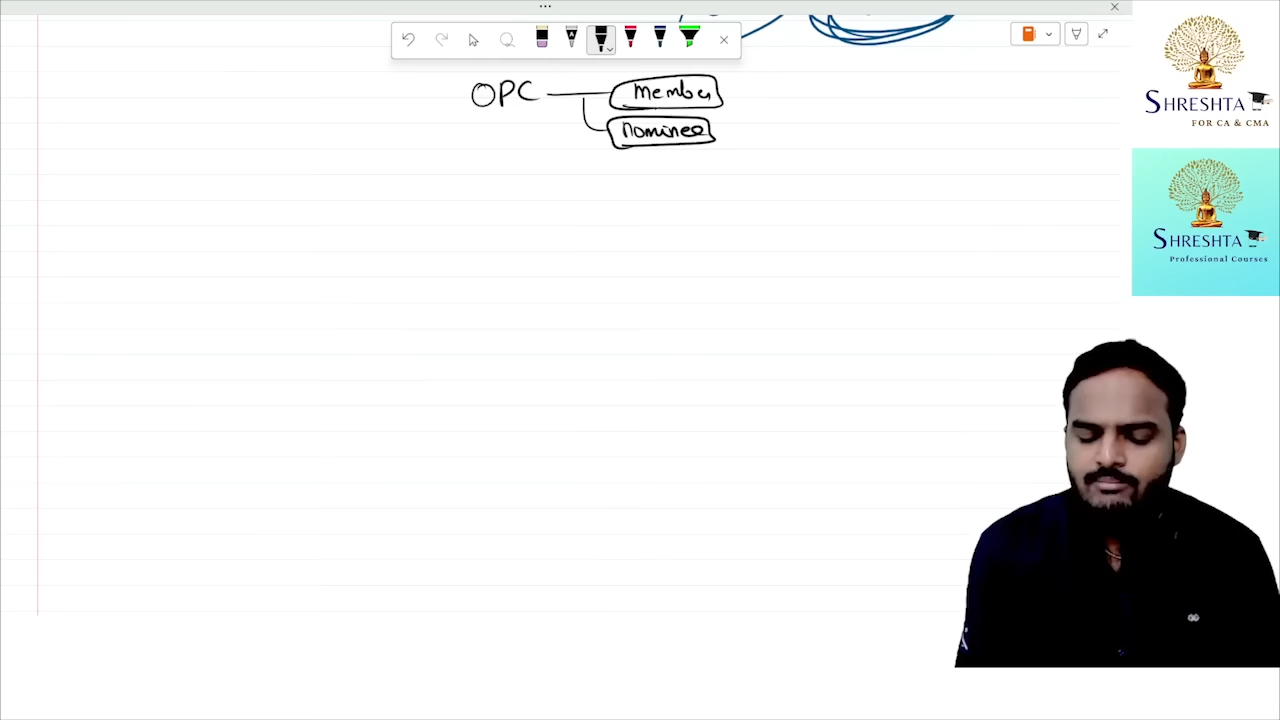 OPC member
nominee
SHRESHTA
FOR CA & CMA
SHRESHTA
Professional Courses